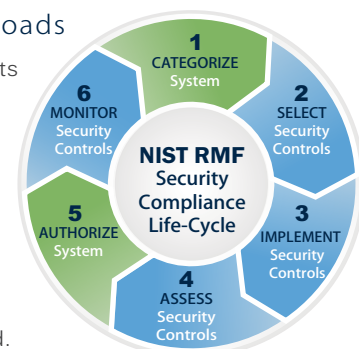 oads
ts
1
CATEGORIZE
System
2
SELECT
Security
Controls
3
IMPLEMENT
Security
Controls
4
ASSESS
Security
Controls
5
AUTHORIZE
System
6
MONITOR
Security
Controls
NIST RMF
Security
Compliance
Life-Cycle
d.